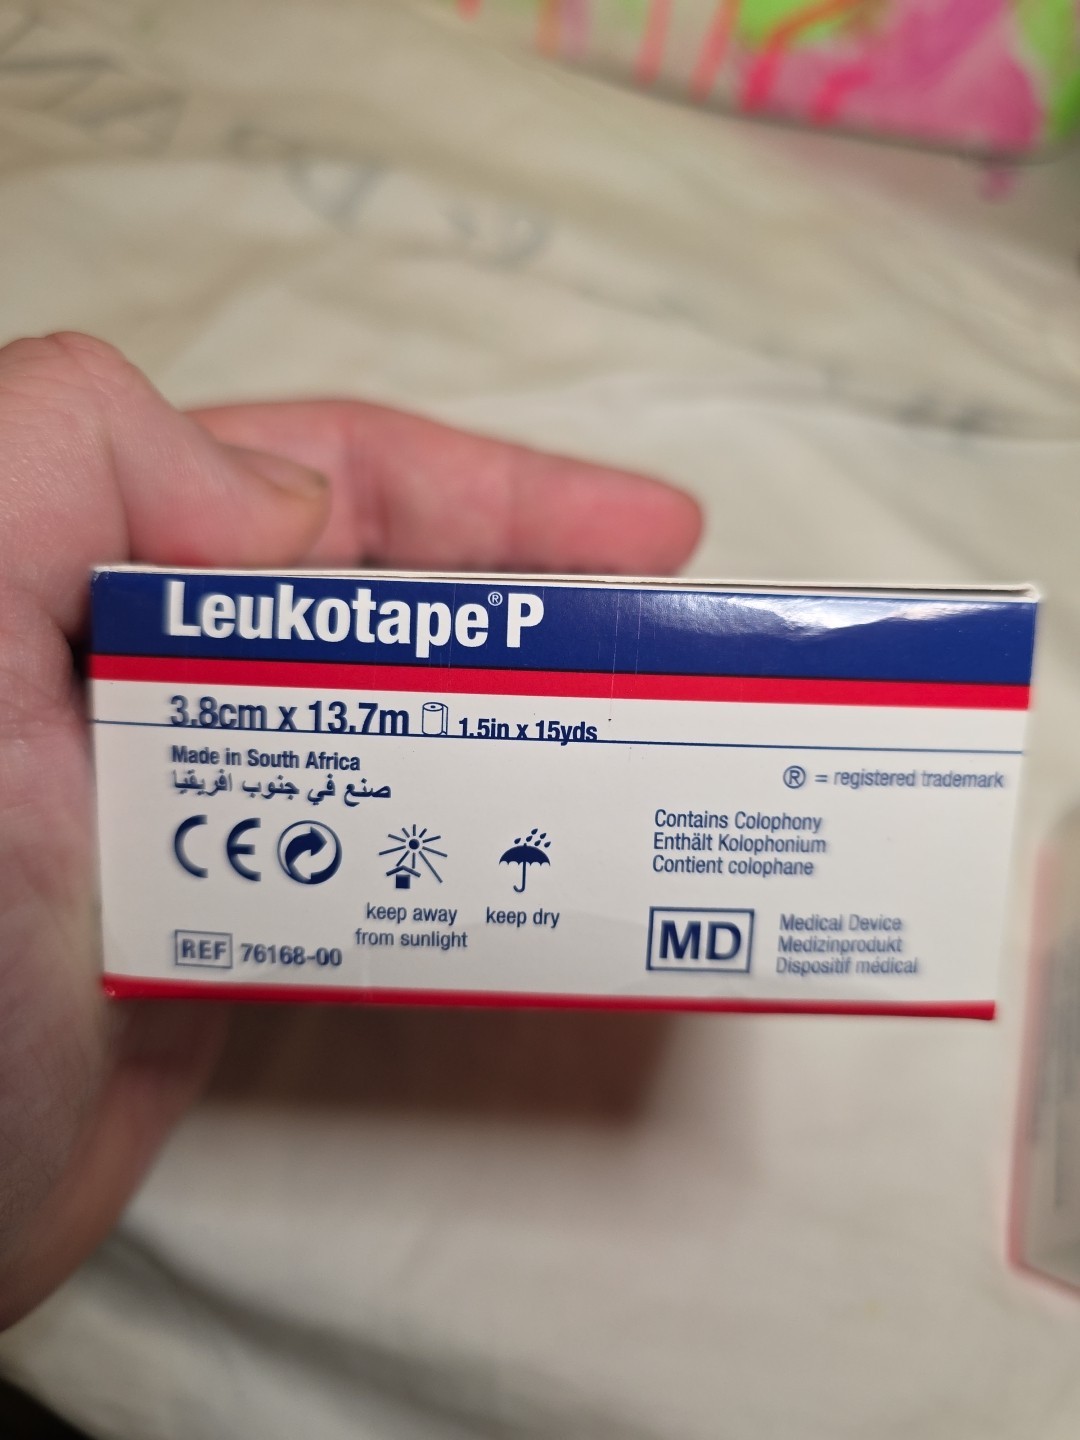 Leukotape® P
3.8cm x 13.7m 1.5in x 15yds
Made in South Africa
صنع في جنوب افريقيا
® = registered trademark
Contains Colophony
Enthält Kolophonium
Contient colophane
CE
keep away
from sunlight
keep dry
REF 76168-00
MD
Medical Device
Medizinprodukt
Dispositif médical